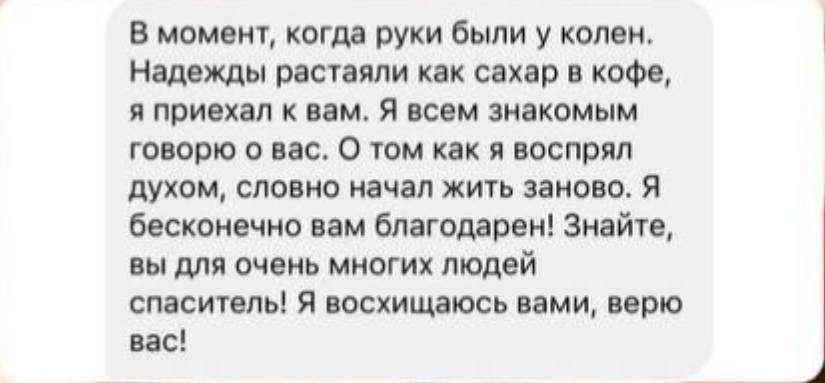 В момент, когда руки были у колен.
Надежды растаяли как сахар в кофе,
я приехал к вам. Я всем знакомым
говорю о вас. О том как я воспрял
духом, словно начал жить заново. Я
бесконечно вам благодарен! Знайте,
вы для очень многих людей
спаситель! Я восхищаюсь вами, верю
вас!